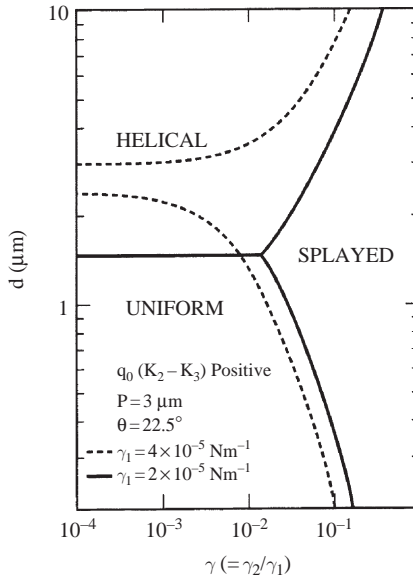 10
HELICAL
d (μm)
SPLAYED
1
UNIFORM
q₀ (K₂ – K₃) Positive
P = 3 μm
θ = 22.5°
γ₁ = 4 × 10⁻⁵ Nm⁻¹
γ₁ = 2 × 10⁻⁵ Nm⁻¹
10⁻⁴ 10⁻³ 10⁻² 10⁻¹
γ (= γ₂/γ₁)